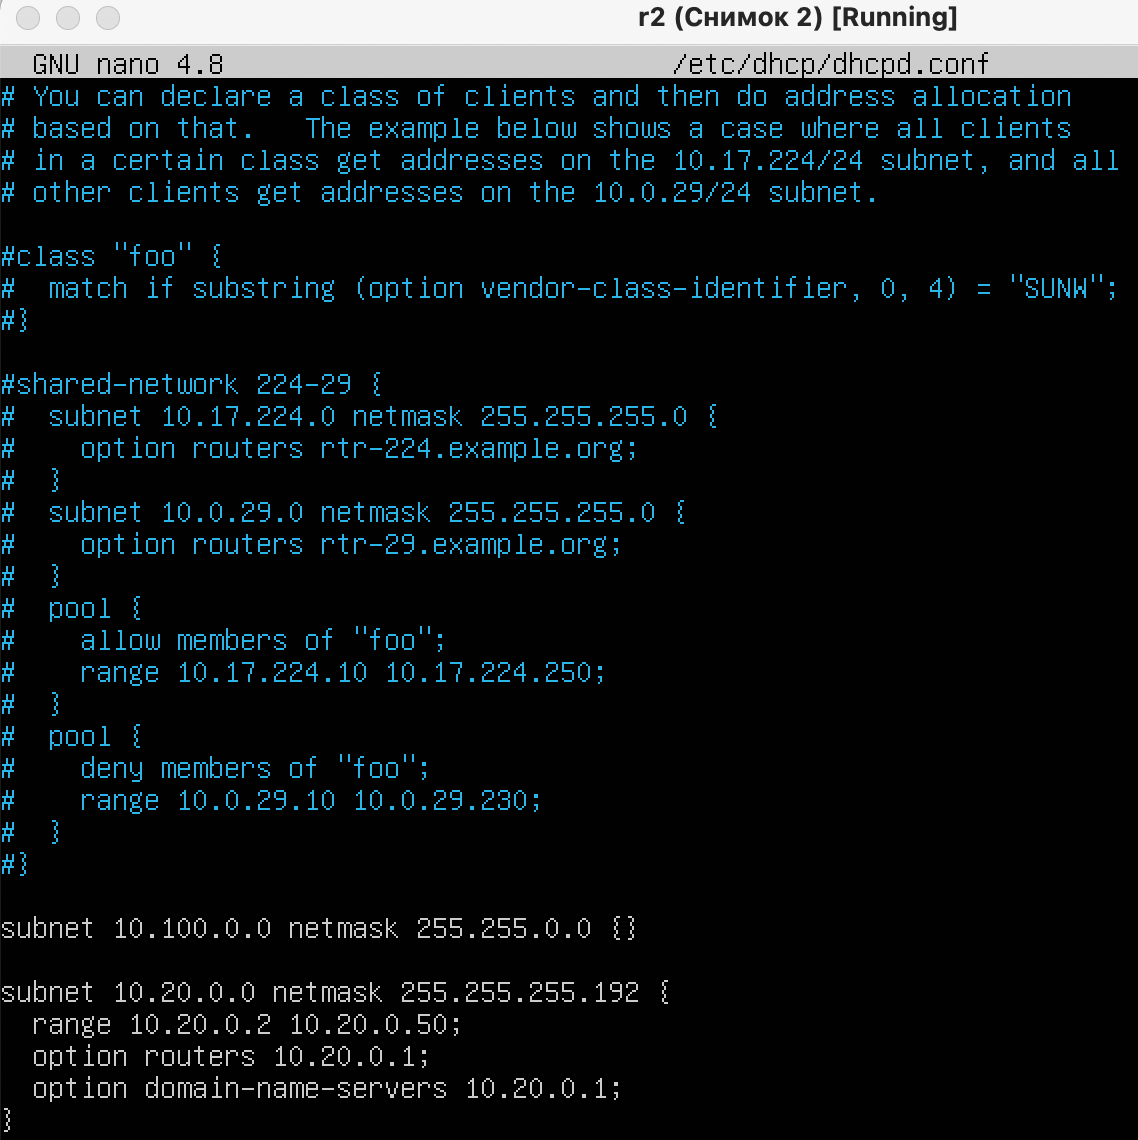 r2 (Снимок 2) [Running]
GNU nano 4.8 /etc/dhcp/dhcpd.conf
# You can declare a class of clients and then do address allocation
# based on that.   The example below shows a case where all clients
# in a certain class get addresses on the 10.17.224/24 subnet, and all
# other clients get addresses on the 10.0.29/24 subnet.
#class "foo" {
#  match if substring (option vendor-class-identifier, 0, 4) = "SUNW";
#}
#shared-network 224-29 {
#  subnet 10.17.224.0 netmask 255.255.255.0 {
#    option routers rtr-224.example.org;
#  }
#  subnet 10.0.29.0 netmask 255.255.255.0 {
#    option routers rtr-29.example.org;
#  }
#  pool {
#    allow members of "foo";
#    range 10.17.224.10 10.17.224.250;
#  }
#  pool {
#    deny members of "foo";
#    range 10.0.29.10 10.0.29.230;
#  }
#}
subnet 10.100.0.0 netmask 255.255.0.0 {}
subnet 10.20.0.0 netmask 255.255.255.192 {
  range 10.20.0.2 10.20.0.50;
  option routers 10.20.0.1;
  option domain-name-servers 10.20.0.1;
}